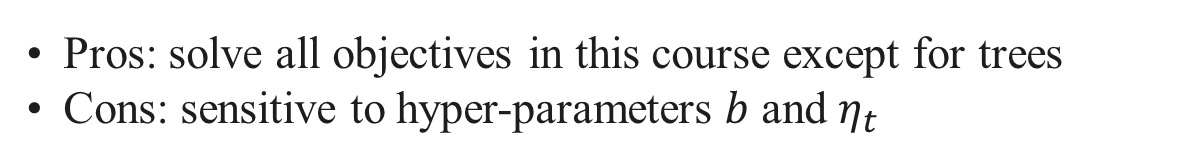 • Pros: solve all objectives in this course except for trees
• Cons: sensitive to hyper-parameters b and ηt